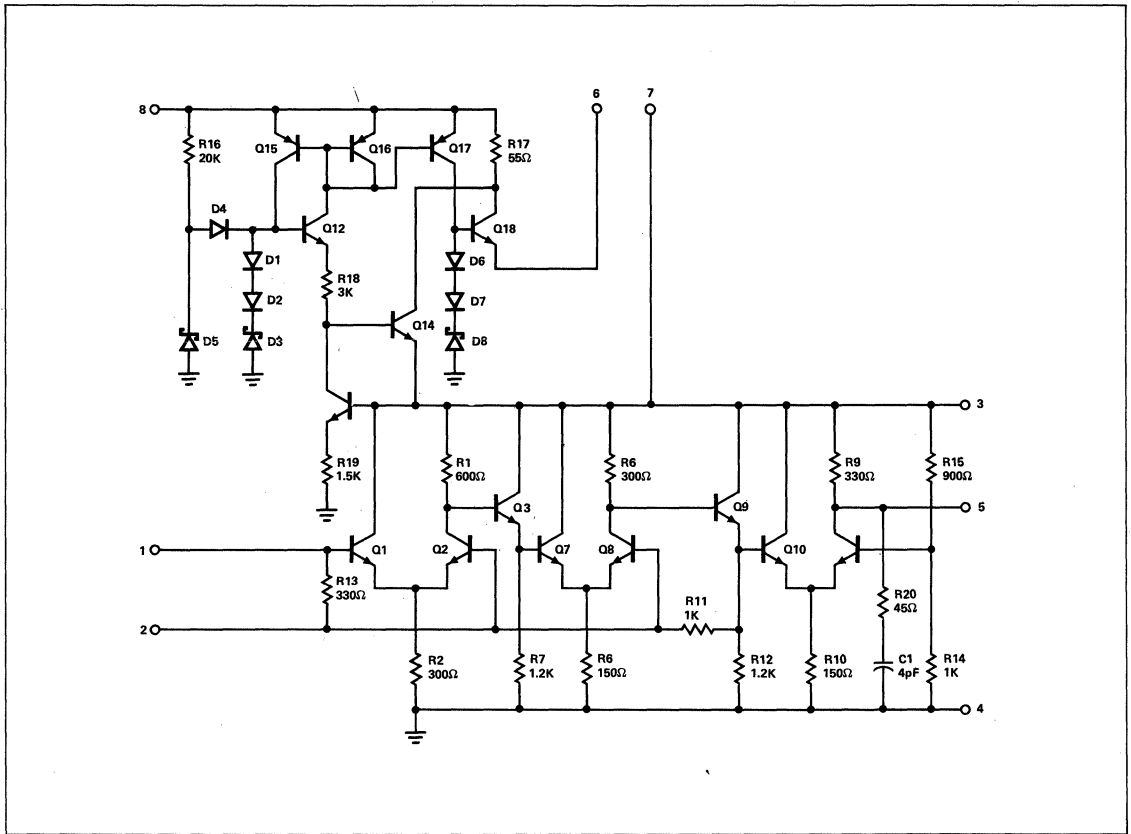 8
6
7
R16
20K
Q15
Q16
Q17
R17
55Ω
D4
Q12
Q18
D1
D6
R18
3K
D2
D7
Q14
D5
D3
D8
3
R19
1.5K
R1
600Ω
R6
300Ω
R9
330Ω
R15
900Ω
Q3
Q9
5
1
Q1
Q2
Q7
Q8
Q10
R13
330Ω
R11
1K
R20
45Ω
2
R2
300Ω
R7
1.2K
R6
150Ω
R12
1.2K
R10
150Ω
C1
4pF
R14
1K
4